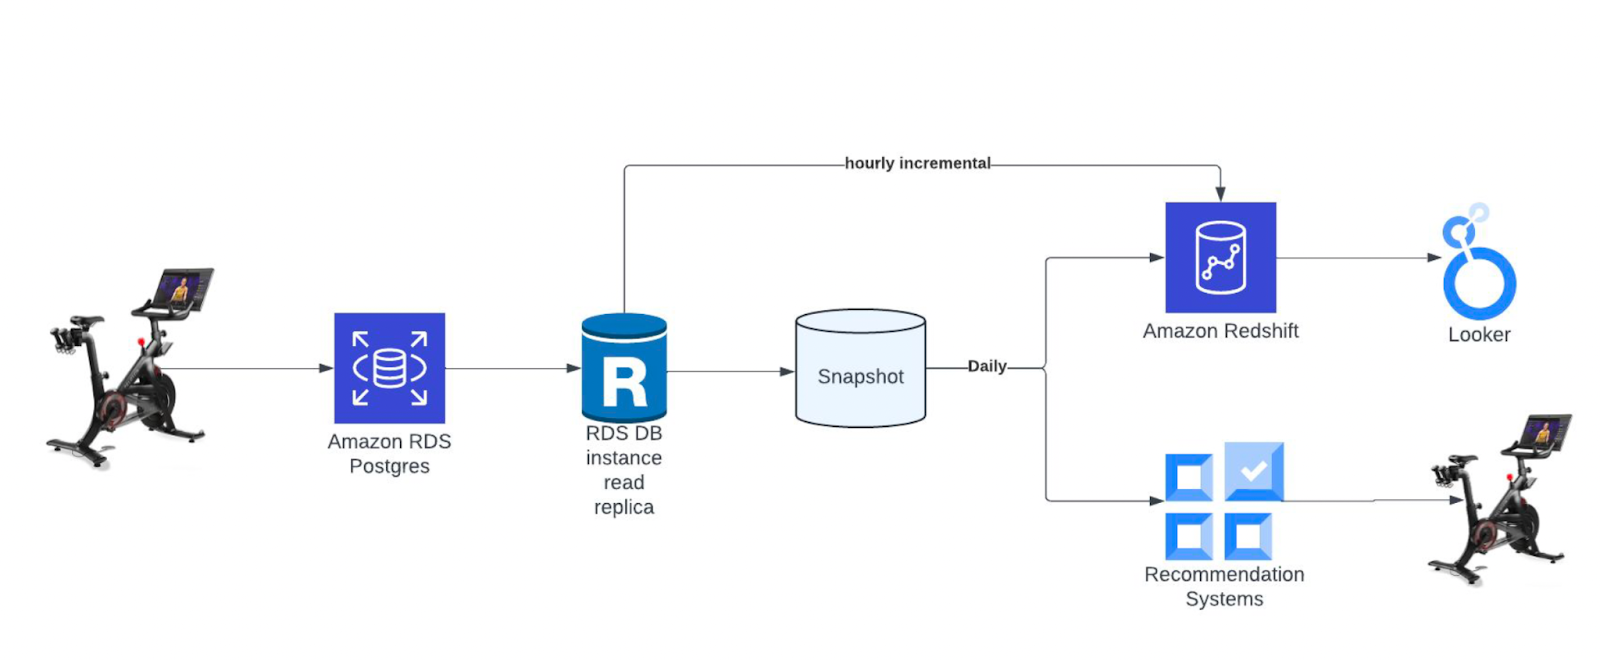 hourly incremental
Amazon Redshift
Looker
Amazon RDS
Postgres
R
RDS DB
instance
read
replica
Snapshot
Daily
Recommendation
Systems